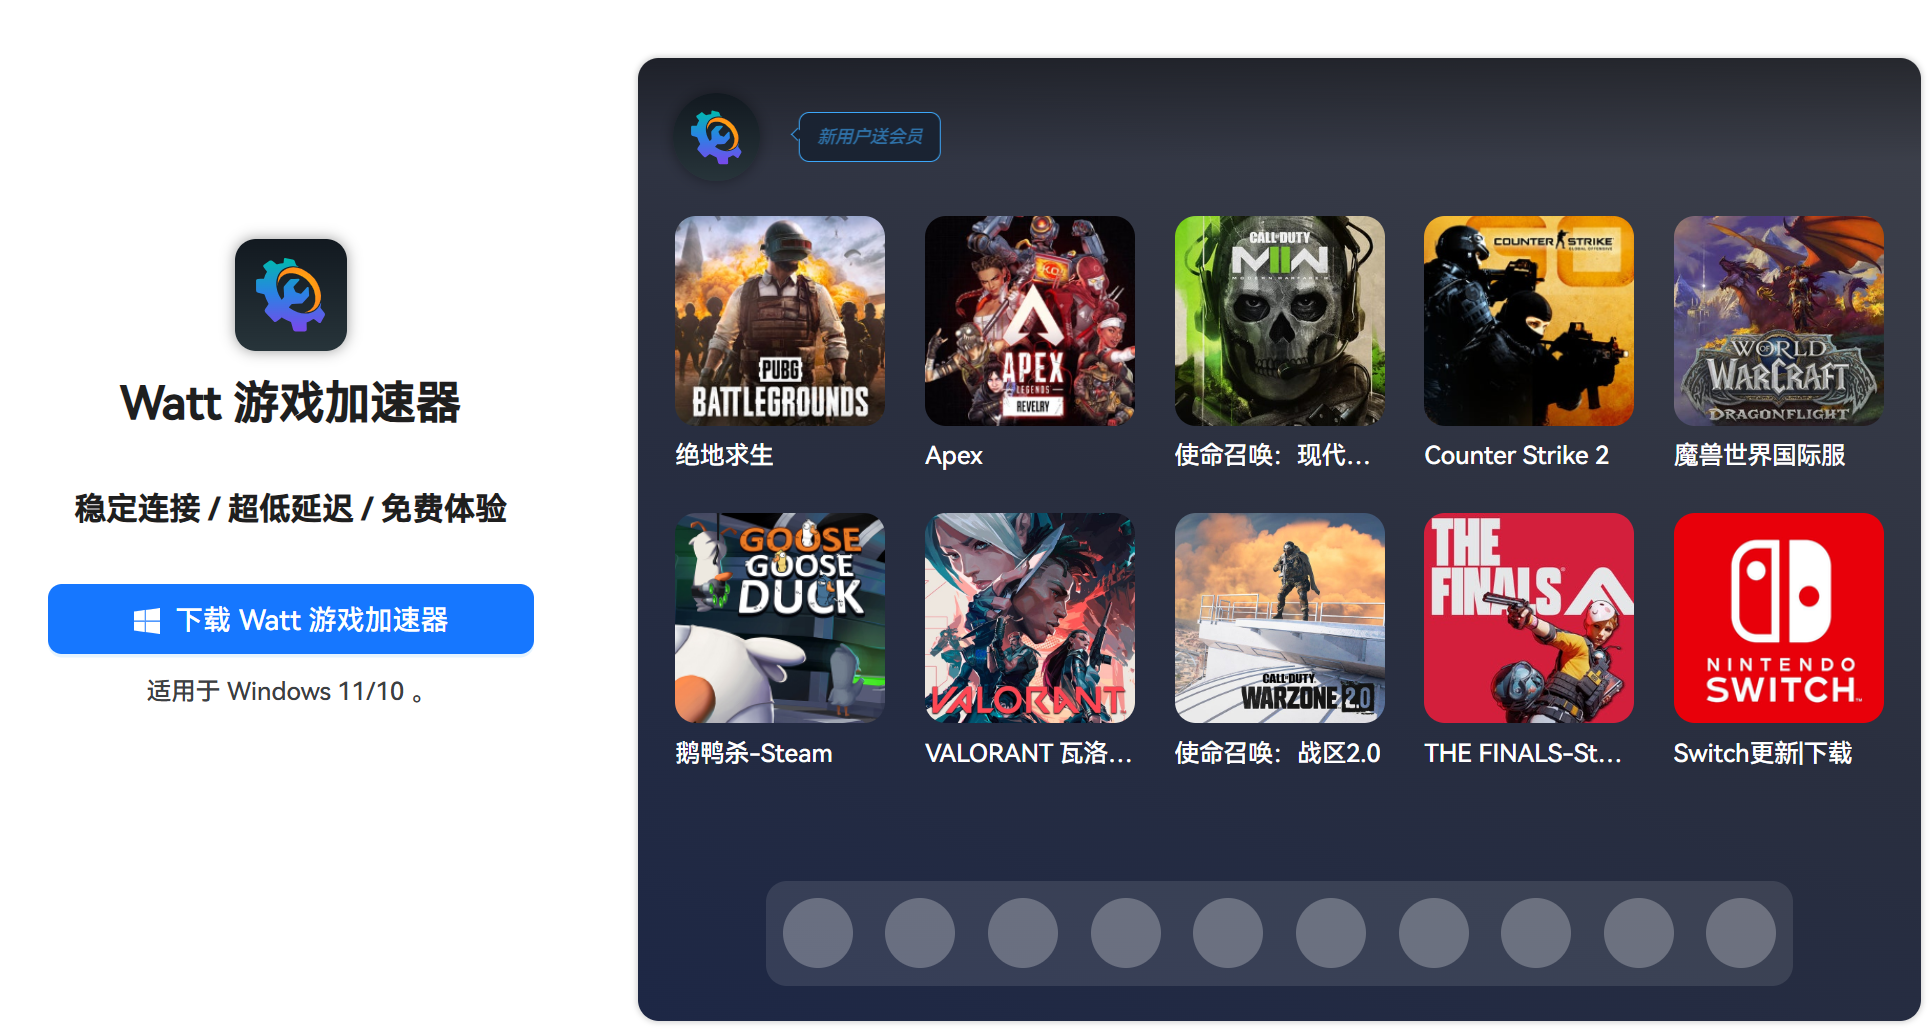 Watt 游戏加速器
稳定连接 / 超低延迟 / 免费体验
下载 Watt 游戏加速器
适用于 Windows 11/10 。
新用户送会员
PUBG
BATTLEGROUNDS
绝地求生
APEX
LEGENDS
REVELRY
Apex
CALL OF DUTY
MWII
MODERN WARFARE II
使命召唤：现代...
COUNTER STRIKE
GLOBAL OFFENSIVE
Counter Strike 2
WORLD
OF
WARCRAFT
DRAGONFLIGHT
魔兽世界国际服
GOOSE
GOOSE
DUCK
鹅鸭杀-Steam
VALORANT
VALORANT 瓦洛...
CALL OF DUTY
WARZONE 2.0
使命召唤：战区2.0
THE
FINALS
THE FINALS-St...
NINTENDO
SWITCH
Switch更新|下载